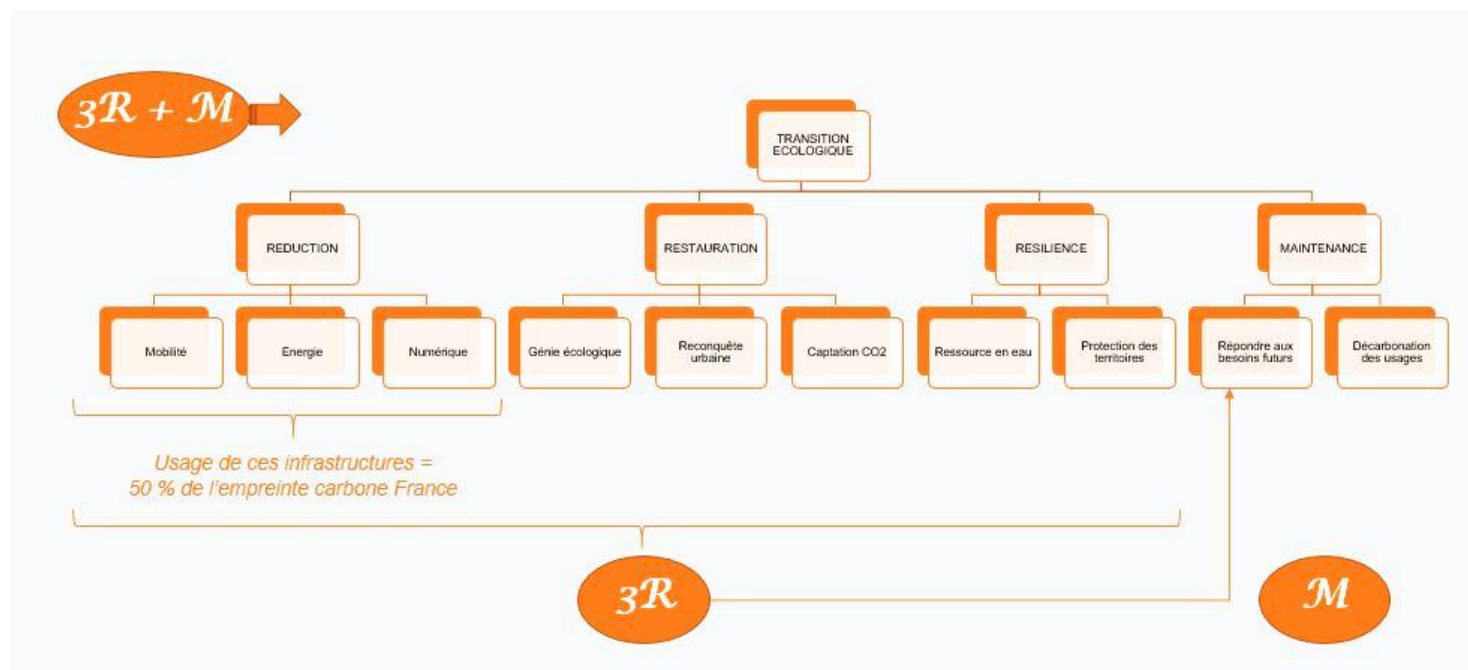 3R + M
TRANSITION
ECOLOGIQUE
REDUCTION
RESTAURATION
RESILIENCE
MAINTENANCE
Mobilité
Energie
Numérique
Génie écologique
Reconquête
urbaine
Captation CO2
Ressource en eau
Protection des
territoires
Répondre aux
besoins futurs
Décarbonation
des usages
Usage de ces infrastructures =
50 % de l'empreinte carbone France
3R
M